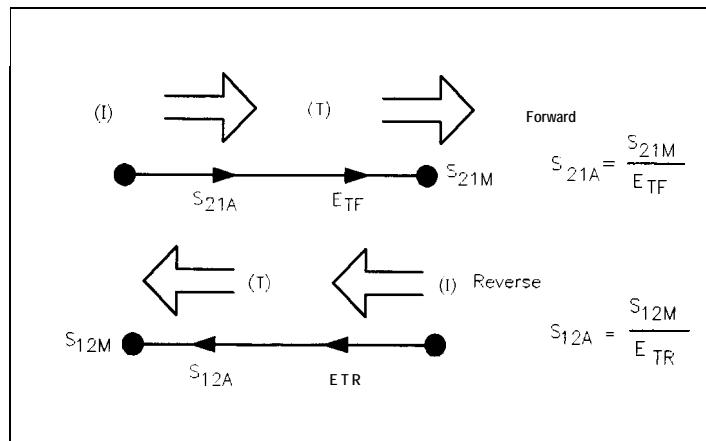 (I) (T) Forward
S21A ETF S21M
S21A = S21M / ETF
(T) (I) Reverse
S12M S12A ETR
S12A = S12M / ETR